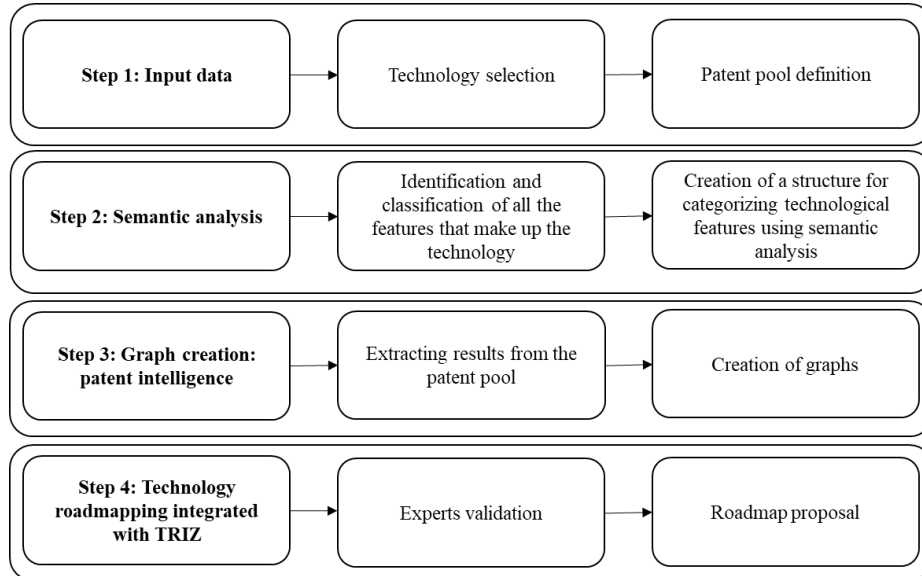 Step 1: Input data
Technology selection
Patent pool definition
Step 2: Semantic analysis
Identification and
classification of all the
features that make up the
technology
Creation of a structure for
categorizing technological
features using semantic
analysis
Step 3: Graph creation:
patent intelligence
Extracting results from the
patent pool
Creation of graphs
Step 4: Technology
roadmapping integrated
with TRIZ
Experts validation
Roadmap proposal